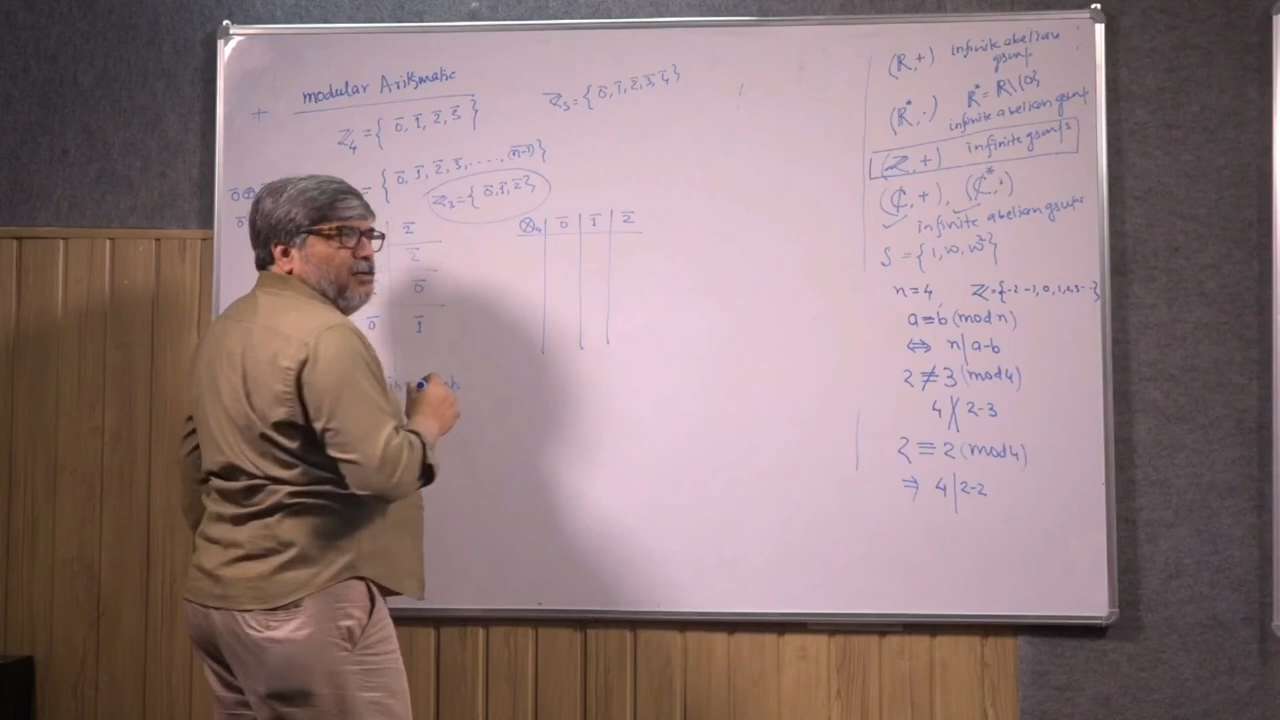 modular Arithmatic
+
Z₄ = { 0̄, 1̄, 2̄, 3̄ }
Z₅ = { 0̄, 1̄, 2̄, 3̄, 4̄ }
= { 0̄, 1̄, 2̄, 3̄, ....., (n-1)̄ }
Z₃ = { 0̄, 1̄, 2̄ }
2̄
2̄
0̄
0̄ 1̄
⊗₄ 0̄ 1̄ 2̄
(R, +) infinite abelian group
(R*, ·) R* = R\{0}
infinite abelian group
(Z, +) infinite groups
(₵, +), (₵*, ·)
infinite abelian groups
S = { 1, w, w² }
n=4, Z={--2-1, 0, 1, 2, 3--}
a≡b (mod n)
⇔ n | a-b
2 ≢ 3 (mod 4)
4 ∤ 2-3
2 ≡ 2 (mod 4)
⇒ 4 | 2-2